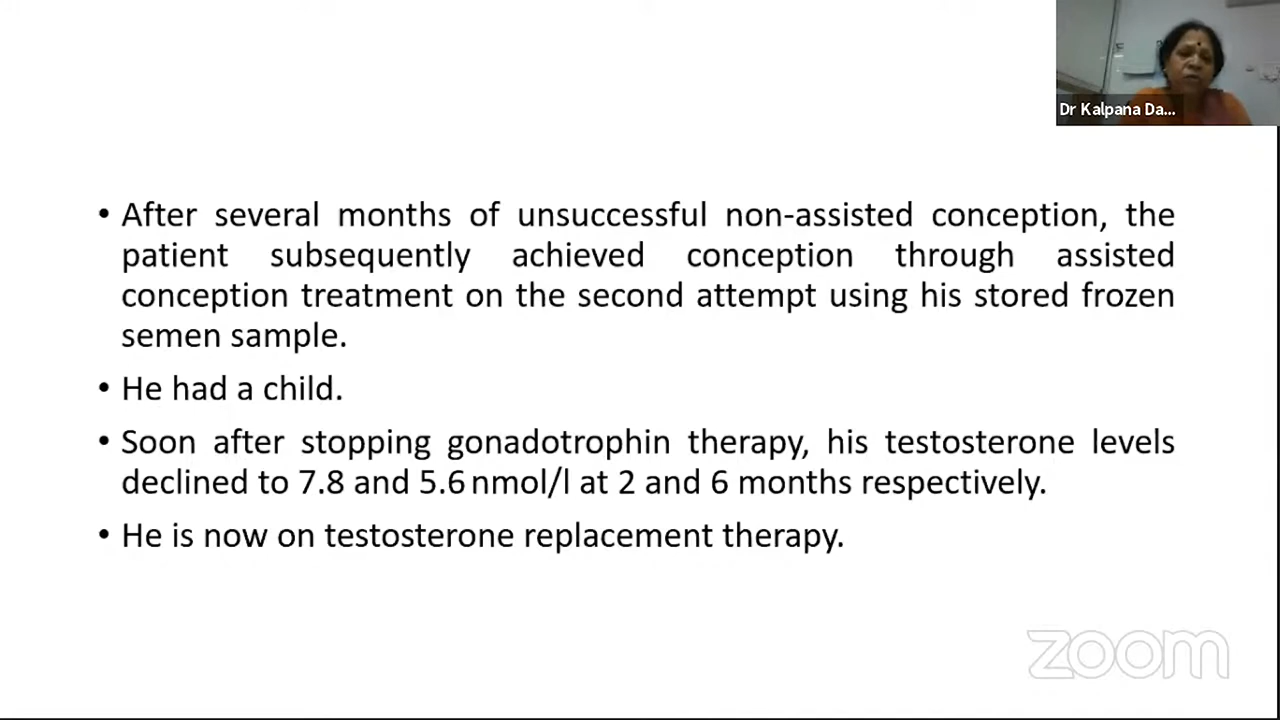 Dr Kalpana Da...
• After several months of unsuccessful non-assisted conception, the
patient subsequently achieved conception through assisted
conception treatment on the second attempt using his stored frozen
semen sample.
• He had a child.
• Soon after stopping gonadotrophin therapy, his testosterone levels
declined to 7.8 and 5.6 nmol/l at 2 and 6 months respectively.
• He is now on testosterone replacement therapy.
zoom